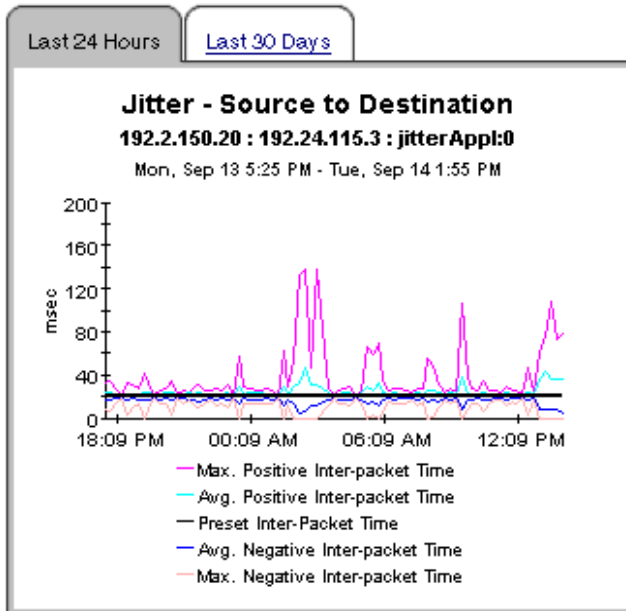 Last 24 Hours
Last 30 Days
Jitter - Source to Destination
192.2.150.20 : 192.24.115.3 : jitterAppl:0
Mon, Sep 13 5:25 PM - Tue, Sep 14 1:55 PM
200
160
120
80
40
0
msec
18:09 PM 00:09 AM 06:09 AM 12:09 PM
Max. Positive Inter-packet Time
Avg. Positive Inter-packet Time
Preset Inter-Packet Time
Avg. Negative Inter-packet Time
Max. Negative Inter-packet Time